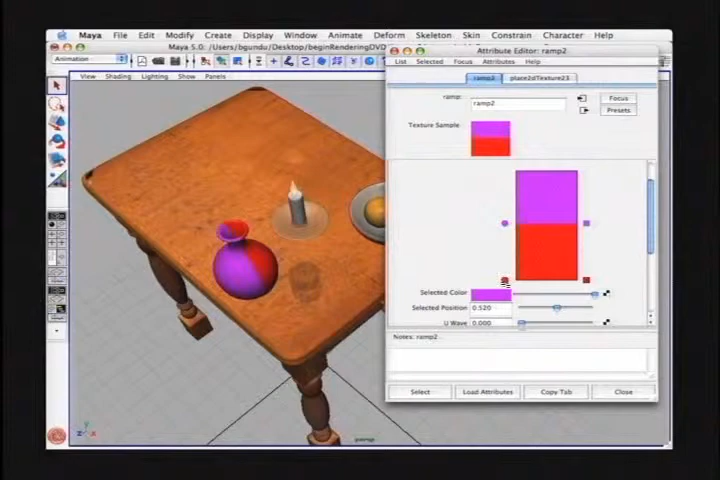 Maya File Edit Modify Create Display Window Animate Deform Skeleton Skin Constrain Character Help
Maya 5.0: /Users/bgundu/Desktop/beginRenderingDVD
Animation
View Shading Lighting Show Panels
Attribute Editor: ramp2
List Selected Focus Attributes Help
ramp2 place2dTexture23
ramp: ramp2
Focus
Presets
Texture Sample
Selected Color
Selected Position 0.520
U Wave 0.000
Notes: ramp2
Select Load Attributes Copy Tab Close
y
z x
persp